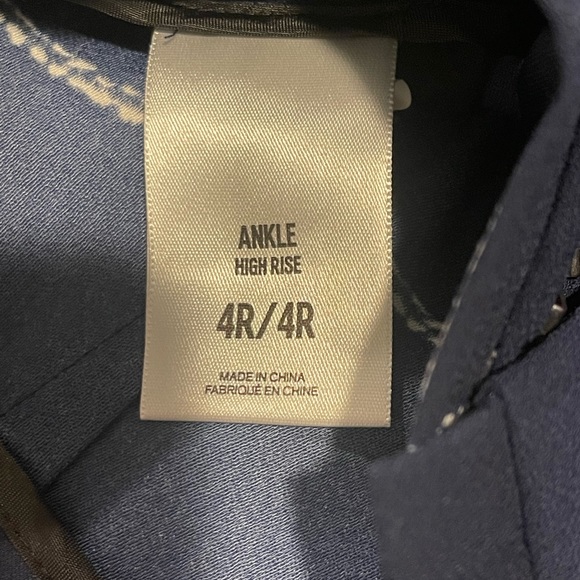 ANKLE
HIGH RISE
4R/4R
MADE IN CHINA
FABRIQUÉ EN CHINE